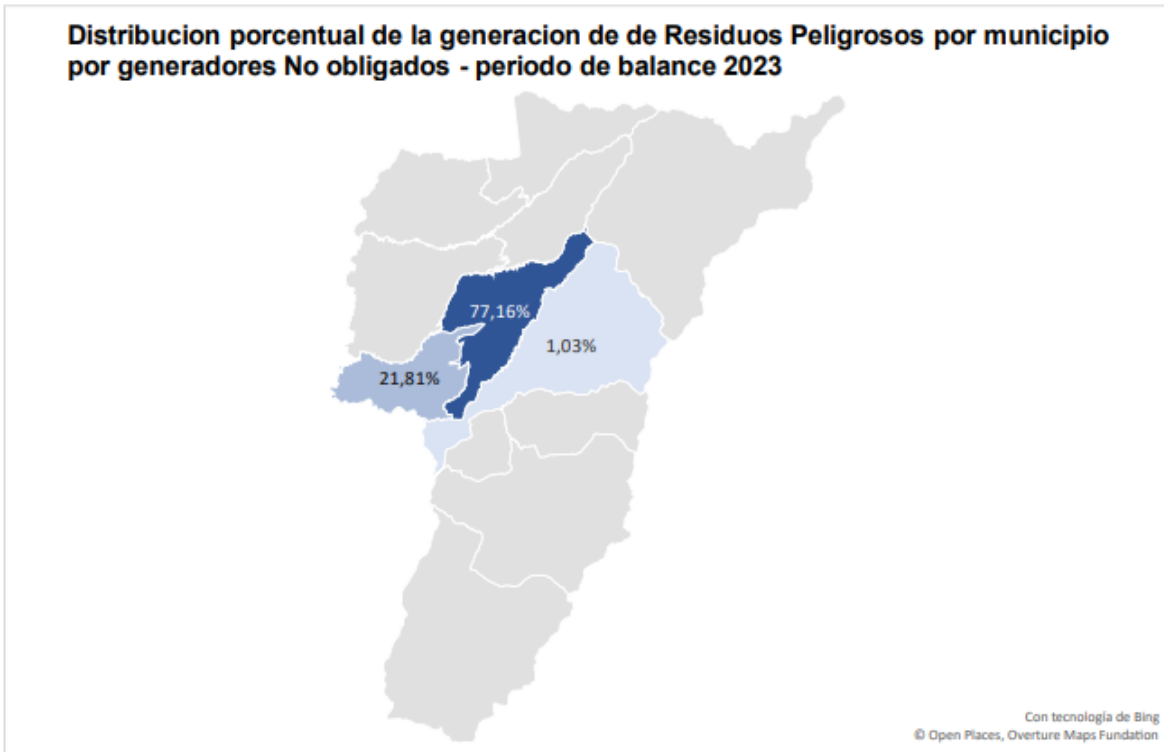 Distribucion porcentual de la generacion de de Residuos Peligrosos por municipio
por generadores No obligados - periodo de balance 2023
77,16%
1,03%
21,81%
Con tecnología de Bing
© Open Places, Overture Maps Fundation